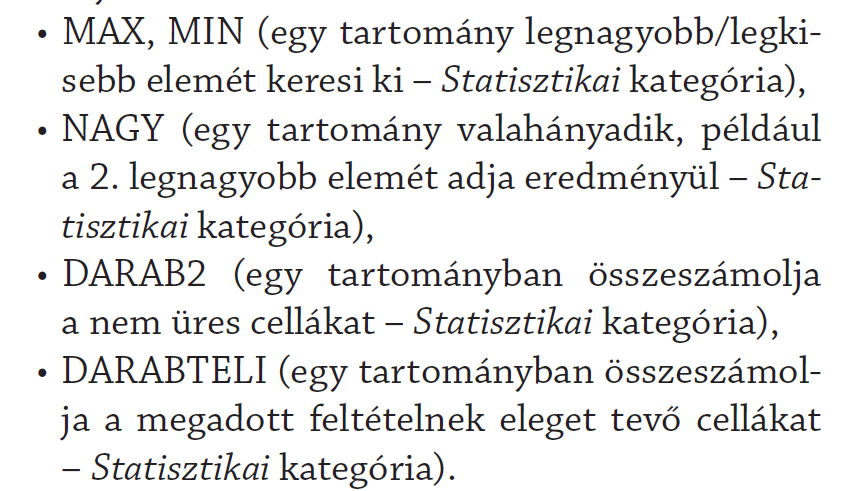 • MAX, MIN (egy tartomány legnagyobb/legki-
sebb elemét keresi ki – Statisztikai kategória),
• NAGY (egy tartomány valahányadik, például
a 2. legnagyobb elemét adja eredményül – Sta-
tisztikai kategória),
• DARAB2 (egy tartományban összeszámolja
a nem üres cellákat – Statisztikai kategória),
• DARABTELI (egy tartományban összeszámol-
ja a megadott feltételnek eleget tevő cellákat
– Statisztikai kategória).